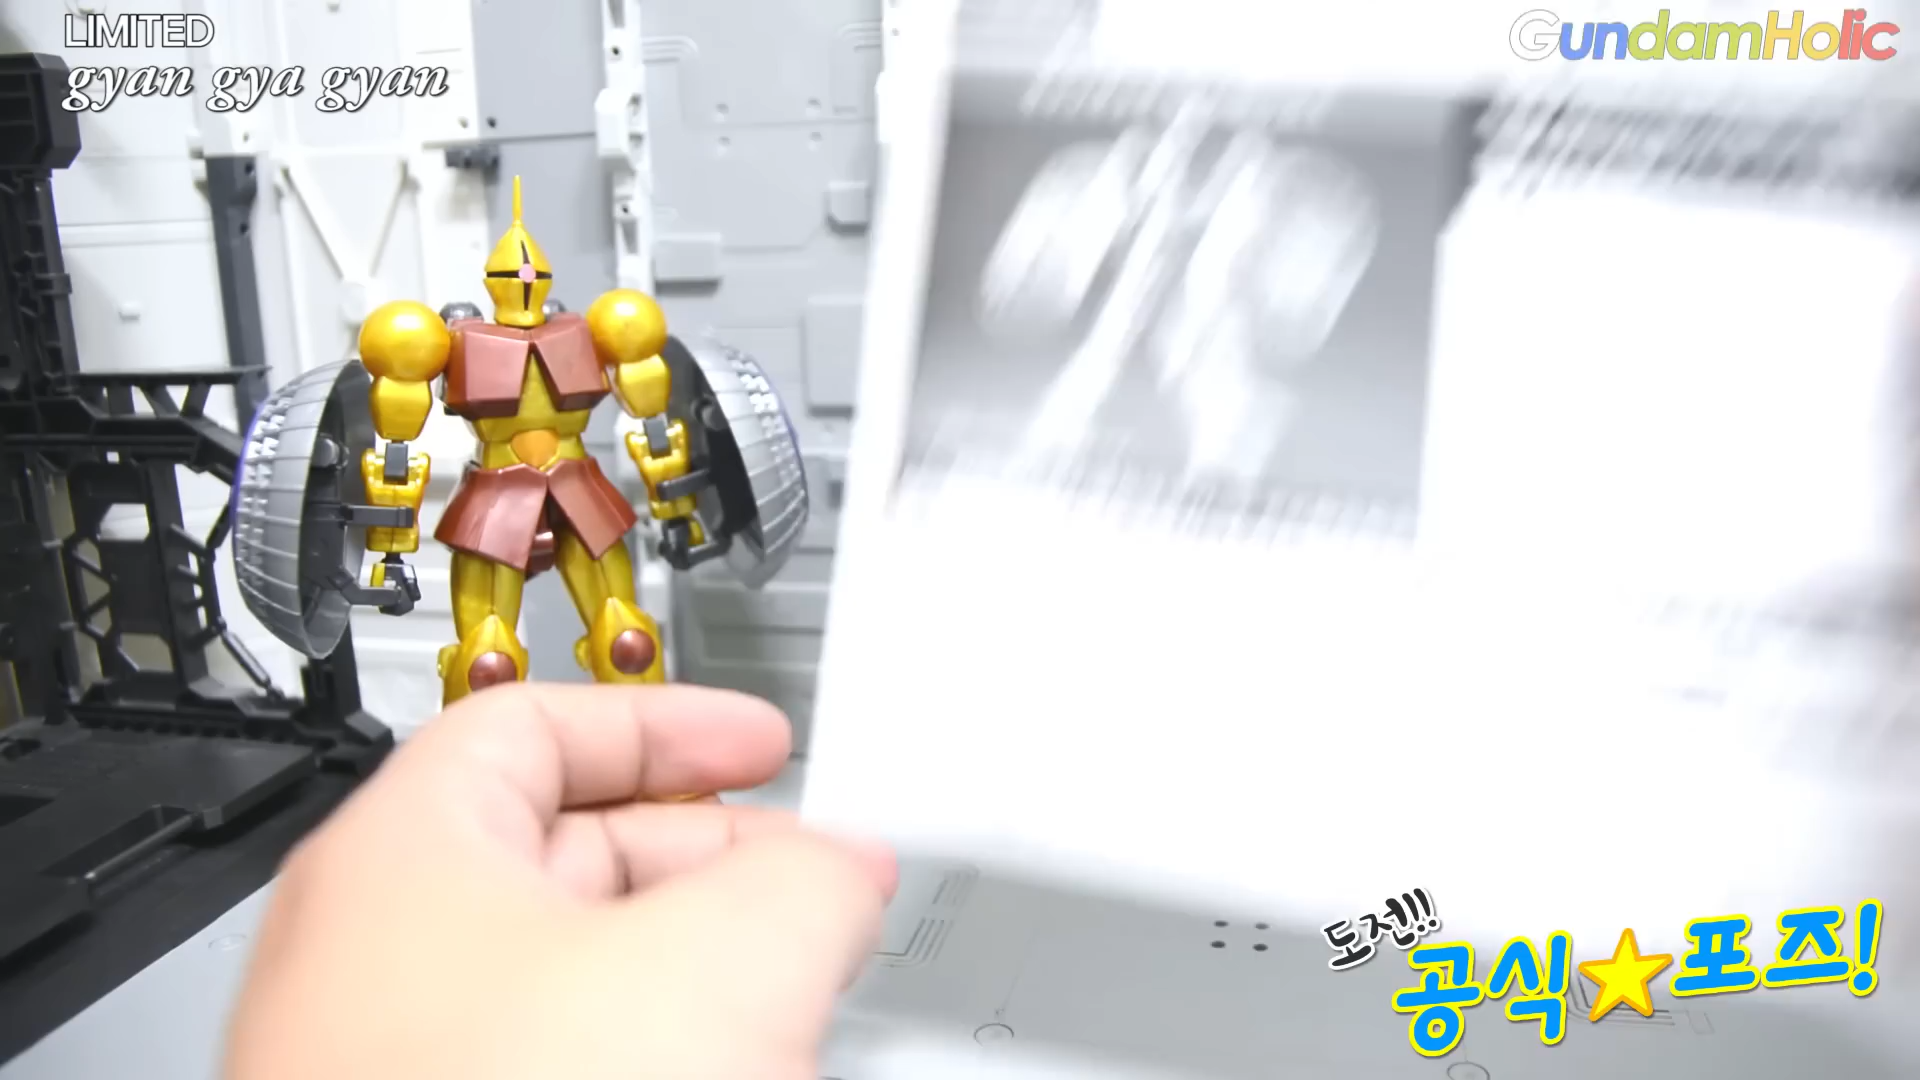 LIMITED
gyan gya gyan
GundamHolic
도전!!!
공식★포즈!